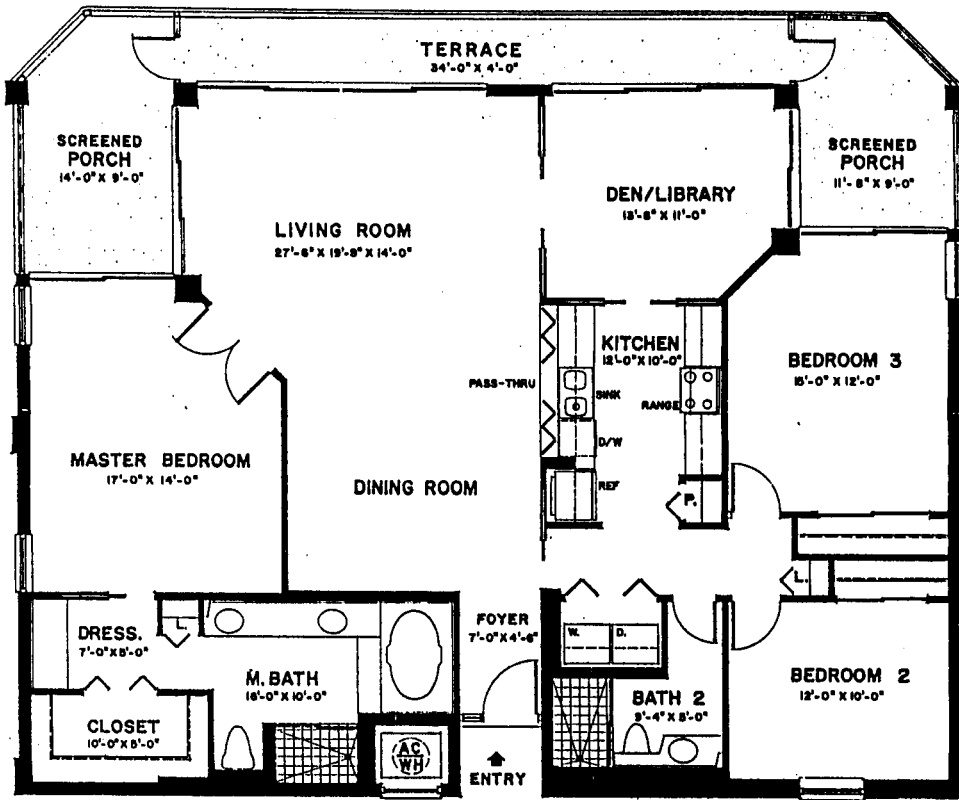 TERRACE
34'-0" X 4'-0"
SCREENED
PORCH
14'-0" X 9'-0"
SCREENED
PORCH
11'-8" X 9'-0"
DEN/LIBRARY
13'-8" X 11'-0"
LIVING ROOM
27'-6" X 19'-9" X 14'-0"
KITCHEN
12'-0" X 10'-0"
BEDROOM 3
15'-0" X 12'-0"
PASS-THRU
SINK
RANGE
D/W
MASTER BEDROOM
17'-0" X 14'-0"
DINING ROOM
REF
P.
L.
FOYER
7'-0" X 4'-6"
L.
DRESS.
7'-0" X 5'-0"
W.
D.
M. BATH
16'-0" X 10'-0"
BATH 2
9'-4" X 5'-0"
BEDROOM 2
12'-0" X 10'-0"
CLOSET
10'-0" X 5'-0"
AC
WH
ENTRY